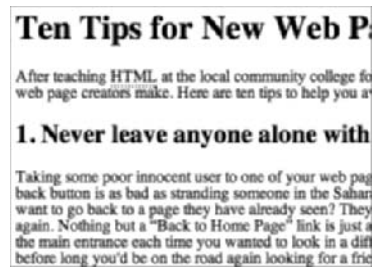 Ten Tips for New Web P
After teaching HTML at the local community college fo
web page creators make. Here are ten tips to help you a
1. Never leave anyone alone with
Taking some poor innocent user to one of your web pag
back button is as bad as stranding someone in the Sahar
want to go back to a page they have already seen? They
again. Nothing but a "Back to Home Page" link is just a
the main entrance each time you wanted to look in a dif
before long you'd be on the road again looking for a frie